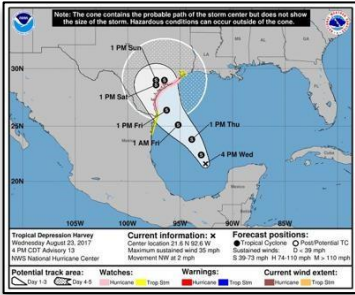 Note: The cone contains the probable path of the storm center but does not show
the size of the storm. Hazardous conditions can occur outside of the cone.
LA
MS
AL
GA
1 PM Sun
30N
1 PM Sat
1 PM Thu
1 PM Fri
25N
1 AM Fri
4 PM Wed
Mexico
20N
Mexico
105W
100W
95W
90W
85W
Tropical Depression Harvey
Wednesday August 23, 2017
4 PM CDT Advisory 13
NWS National Hurricane Center
Current information: ×
Center location 21.6 N 92.6 W
Maximum sustained wind 35 mph
Movement NW at 2 mph
Forecast positions:
Tropical Cyclone Post/Potential TC
Sustained winds: D < 39 mph
S 39-73 mph H 74-110 mph M > 110 mph
Potential track area: Watches: Warnings: Current wind extent:
Day 1-3 Day 4-5 Hurricane Trop Stm Hurricane Trop Stm Hurricane Trop Stm